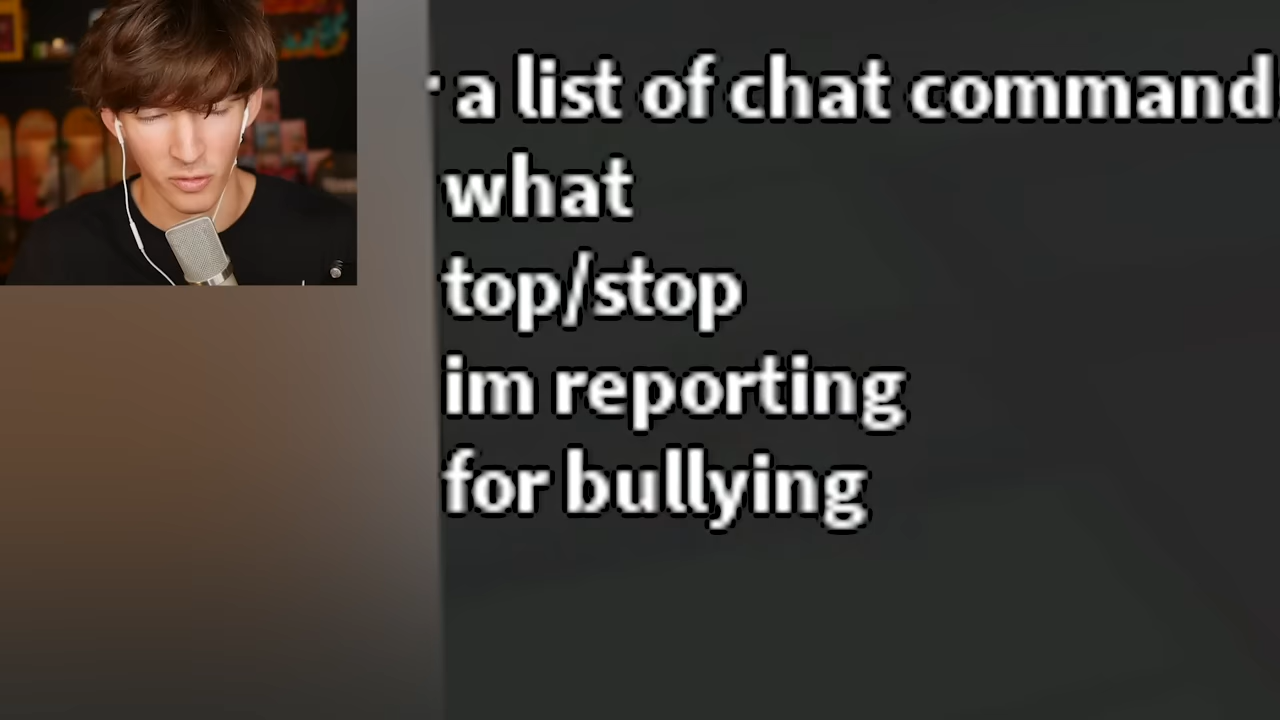 a list of chat command
what
top/stop
im reporting
for bullying